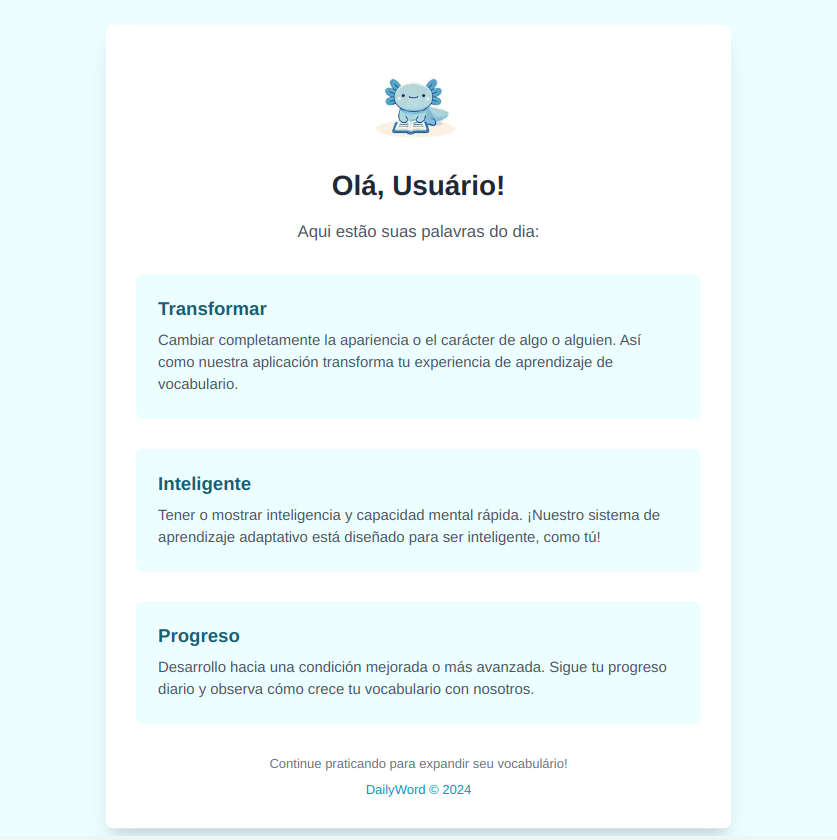 Olá, Usuário!
Aqui estão suas palavras do dia:
Transformar
Cambiar completamente la apariencia o el carácter de algo o alguien. Así
como nuestra aplicación transforma tu experiencia de aprendizaje de
vocabulario.
Inteligente
Tener o mostrar inteligencia y capacidad mental rápida. ¡Nuestro sistema de
aprendizaje adaptativo está diseñado para ser inteligente, como tú!
Progreso
Desarrollo hacia una condición mejorada o más avanzada. Sigue tu progreso
diario y observa cómo crece tu vocabulario con nosotros.
Continue praticando para expandir seu vocabulário!
DailyWord © 2024